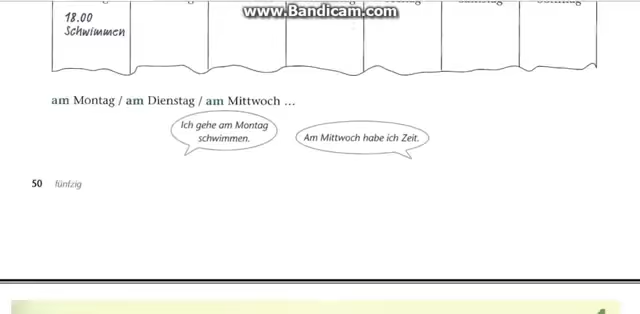 www.Bandicam.com
18.00
Schwimmen
am Montag / am Dienstag / am Mittwoch ...
Ich gehe am Montag
schwimmen.
Am Mittwoch habe ich Zeit.
50 fünfzig